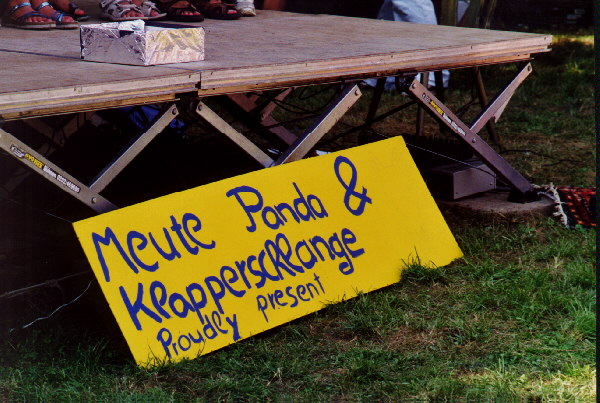 Meute Panda &
Klapperschlange
Proudly present